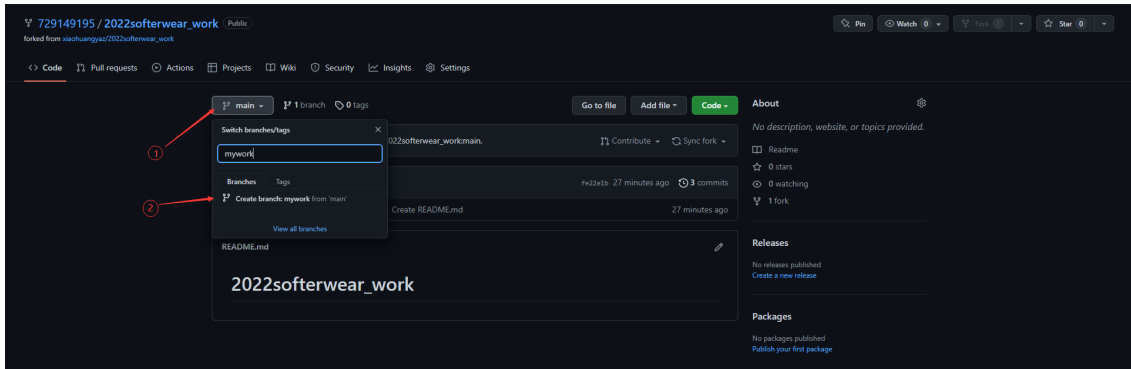 729149195 / 2022softerwear_work Public
Pin Watch 0 Fork 1 Star 0
forked from xiaohuangyaz/2022softerwear_work
<> Code Pull requests Actions Projects Wiki Security Insights Settings
main 1 branch 0 tags Go to file Add file Code
Switch branches/tags
022softerwear_work:main. Contribute Sync fork
mywork
Branches Tags
fe22e1b 27 minutes ago 3 commits
Create branch: mywork from 'main'
Create README.md 27 minutes ago
View all branches
README.md
2022softerwear_work
About
No description, website, or topics provided.
Readme
0 stars
0 watching
1 fork
Releases
No releases published
Create a new release
Packages
No packages published
Publish your first package
1
2